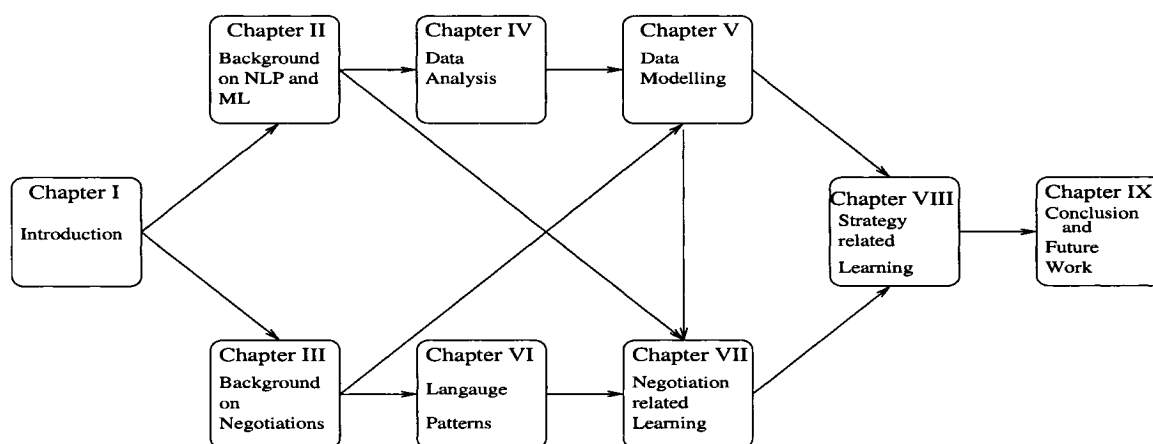 Chapter I
Introduction
Chapter II
Background
on NLP and
ML
Chapter III
Background
on
Negotiations
Chapter IV
Data
Analysis
Chapter VI
Langauge
Patterns
Chapter V
Data
Modelling
Chapter VII
Negotiation
related
Learning
Chapter VIII
Strategy
related
Learning
Chapter IX
Conclusion
and
Future
Work